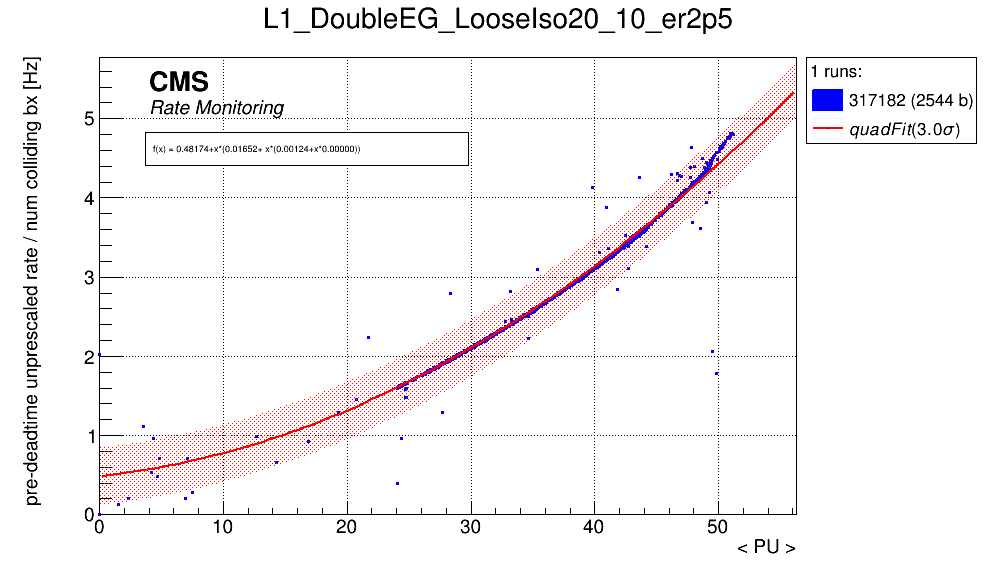 L1_DoubleEG_LooseIso20_10_er2p5
pre-deadtime unprescaled rate / num colliding bx [Hz]
CMS
Rate Monitoring
f(x) = 0.48174+x*(0.01652+ x*(0.00124+x*0.00000))
5
4
3
2
1
0
0 10 20 30 40 50
< PU >
1 runs:
317182 (2544 b)
quadFit(3.0σ)